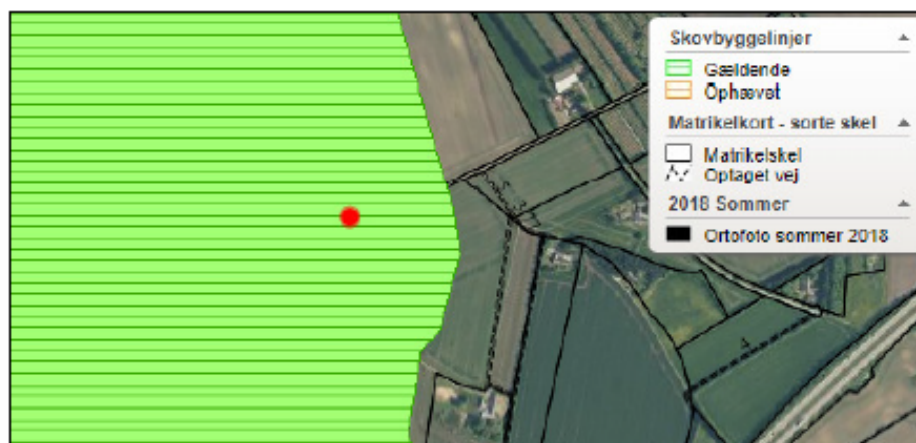 Skovbyggelinjer
Gældende
Ophævet
Matrikelkort - sorte skel
Matrikelskel
Optaget vej
2018 Sommer
Ortofoto sommer 2018